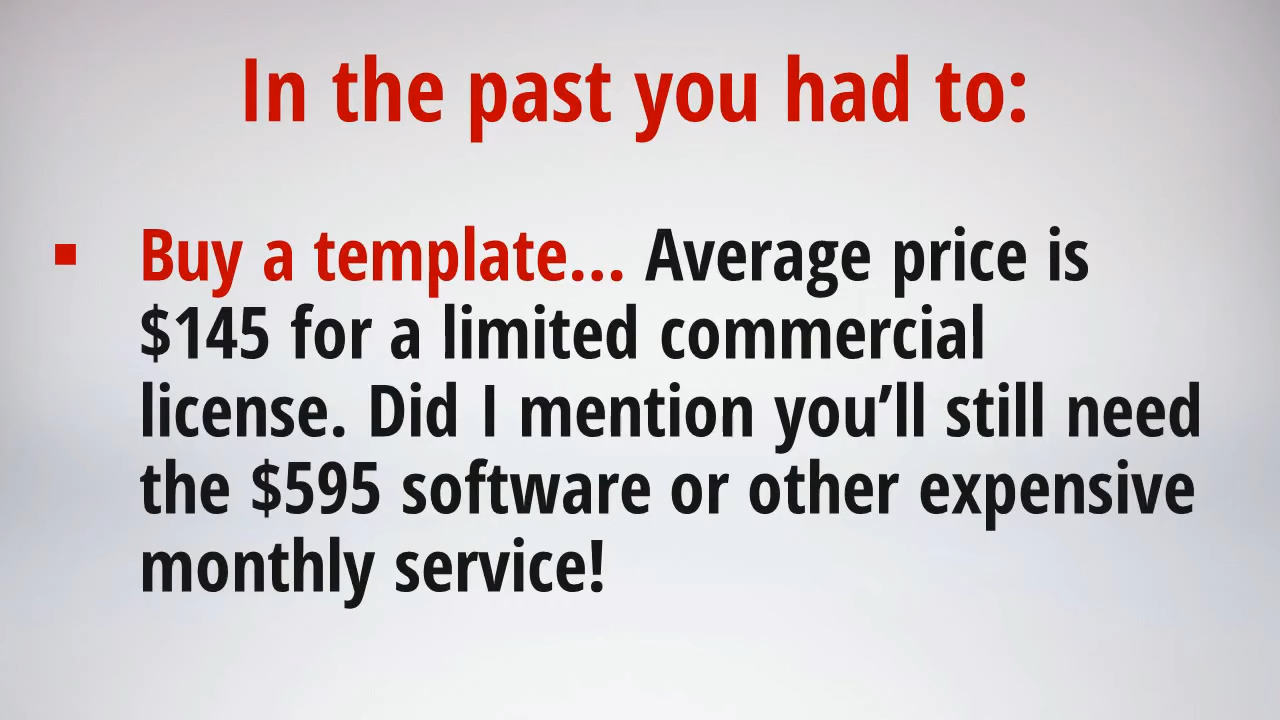 In the past you had to:
▪ Buy a template... Average price is
$145 for a limited commercial
license. Did I mention you’ll still need
the $595 software or other expensive
monthly service!